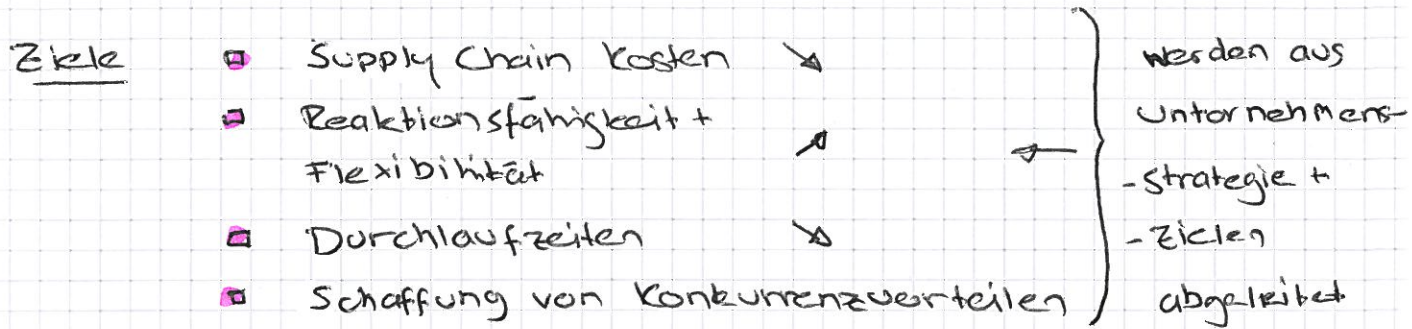 Ziele
Supply Chain Kosten ↘
Reaktionsfähigkeit +
Flexibilität ↗
Durchlaufzeiten ↘
Schaffung von Konkurrenzvorteilen
werden aus
Unternehmens-
-strategie +
-Zielen
abgeleitet